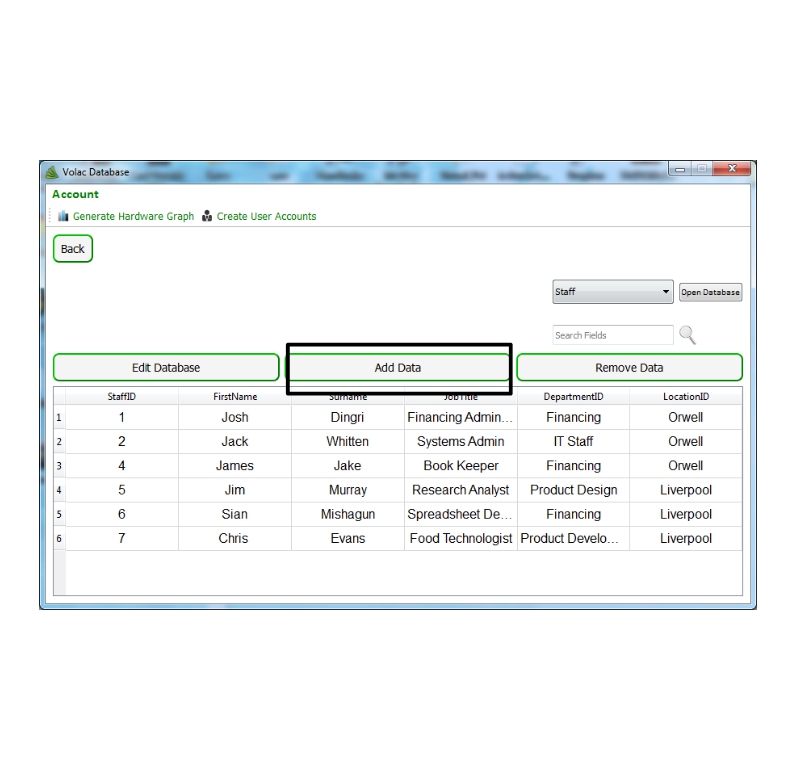 Volac Database
Account
Generate Hardware Graph Create User Accounts
Back
Staff Open Database
Search Fields
Edit Database Add Data Remove Data
StaffID FirstName Surname JobTitle DepartmentID LocationID
1 1 Josh Dingri Financing Admin... Financing Orwell
2 2 Jack Whitten Systems Admin IT Staff Orwell
3 4 James Jake Book Keeper Financing Orwell
4 5 Jim Murray Research Analyst Product Design Liverpool
5 6 Sian Mishagun Spreadsheet De... Financing Liverpool
6 7 Chris Evans Food Technologist Product Develo... Liverpool